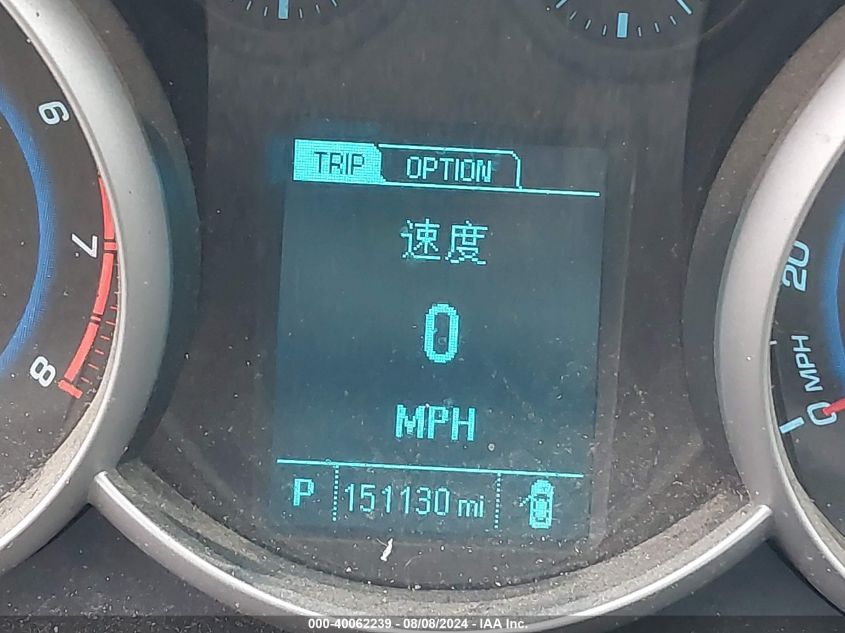 TRIP OPTION
速度
0
MPH
P 151130 mi
6
7
8
20
MPH
0
000-40062239 - 08/08/2024 - IAA Inc.